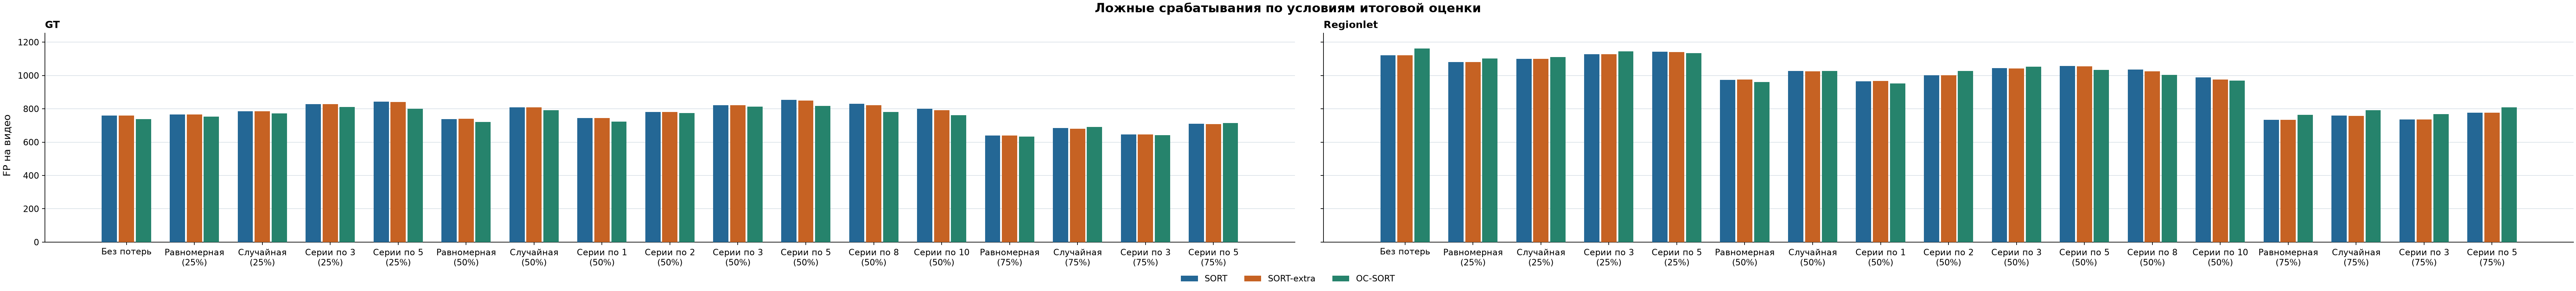 Ложные срабатывания по условиям итоговой оценки
GT
FP на видео
1200
1000
800
600
400
200
0
Без потерь
Равномерная
(25%)
Случайная
(25%)
Серии по 3
(25%)
Серии по 5
(25%)
Равномерная
(50%)
Случайная
(50%)
Серии по 1
(50%)
Серии по 2
(50%)
Серии по 3
(50%)
Серии по 5
(50%)
Серии по 8
(50%)
Серии по 10
(50%)
Равномерная
(75%)
Случайная
(75%)
Серии по 3
(75%)
Серии по 5
(75%)
Regionlet
Без потерь
Равномерная
(25%)
Случайная
(25%)
Серии по 3
(25%)
Серии по 5
(25%)
Равномерная
(50%)
Случайная
(50%)
Серии по 1
(50%)
Серии по 2
(50%)
Серии по 3
(50%)
Серии по 5
(50%)
Серии по 8
(50%)
Серии по 10
(50%)
Равномерная
(75%)
Случайная
(75%)
Серии по 3
(75%)
Серии по 5
(75%)
SORT
SORT-extra
OC-SORT